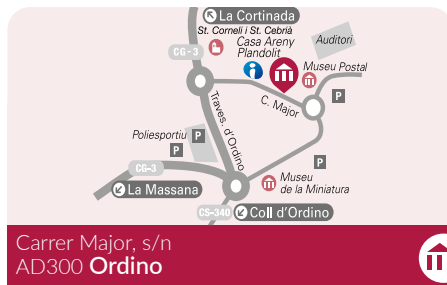 La Cortinada
St. Corneli i St. Cebrià
Casa Areny
Plandolit
Auditori
CG-3
Museu Postal
P
C. Major
Traves. d'Ordino
Poliesportiu
P
P
P
CG-3
La Massana
Museu
de la Miniatura
CS-340
Coll d'Ordino
Carrer Major, s/n
AD300 Ordino